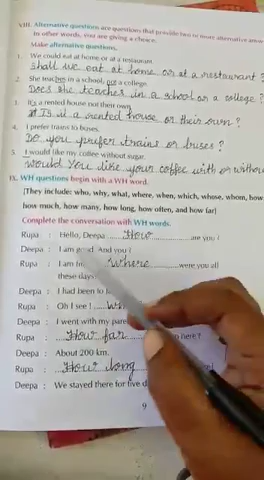 VIII. Alternative questions are questions that provide two or more alternative answ
in other words, you are giving a choice.
Make alternative questions.
1. We could eat at home or at a restaurant.
Shall we eat at home or at a restaurant?
2. She teaches in a school, not a college.
Does she teaches in a school or a college?
3. It's a rented house not their own.
Is it a rented house or their own?
4. I prefer trains to buses.
Do you prefer trains or buses?
5. I would like my coffee without sugar.
Would you like your coffee with or witho
IX. WH questions begin with a WH word.
[They include: who, why, what, where, when, which, whose, whom, how
how much, how many, how long, how often, and how far]
Complete the conversation with WH words.
Rupa : Hello, Deepa How are you?
Deepa : I am good. And you?
Rupa : I am Where were you all
these days
Deepa : I had been to
Rupa : Oh I see!
Deepa : I went with my
Rupa : How far here?
Deepa : About 200 km.
Rupa : How long
Deepa : We stayed there for five d
9